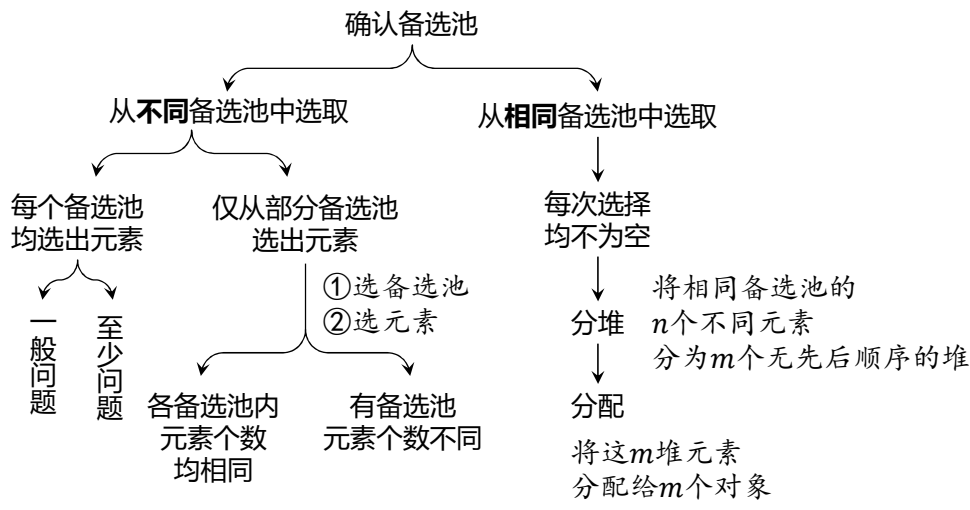 确认备选池
从不同备选池中选取
从相同备选池中选取
每个备选池
均选出元素
仅从部分备选池
选出元素
每次选择
均不为空
①选备选池
②选元素
一般问题
至少问题
分堆
将相同备选池的
n个不同元素
分为m个无先后顺序的堆
各备选池内
元素个数
均相同
有备选池
元素个数不同
分配
将这m堆元素
分配给m个对象